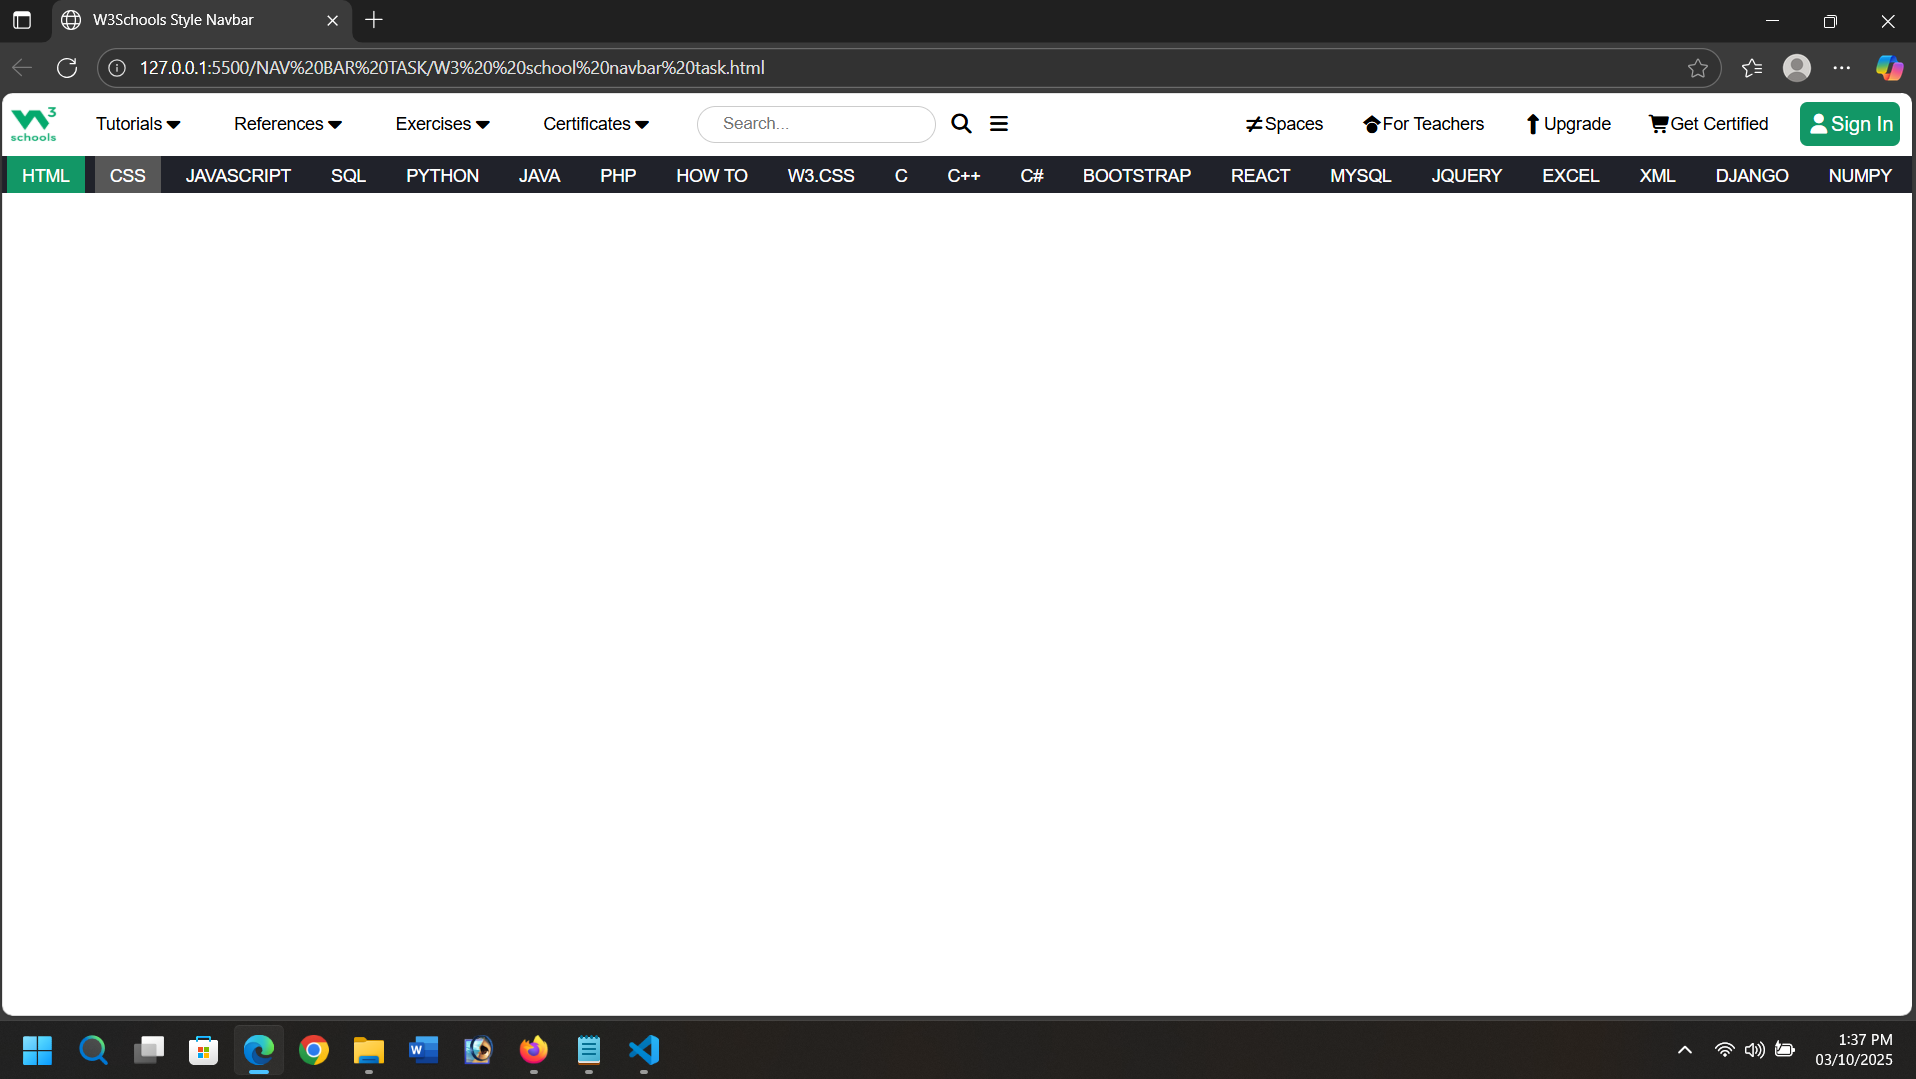 W3Schools Style Navbar
127.0.0.1:5500/NAV%20BAR%20TASK/W3%20%20school%20navbar%20task.html
W3 schools Tutorials References Exercises Certificates Search... Spaces For Teachers Upgrade Get Certified Sign In
HTML CSS JAVASCRIPT SQL PYTHON JAVA PHP HOW TO W3.CSS C C++ C# BOOTSTRAP REACT MYSQL JQUERY EXCEL XML DJANGO NUMPY
1:37 PM
03/10/2025